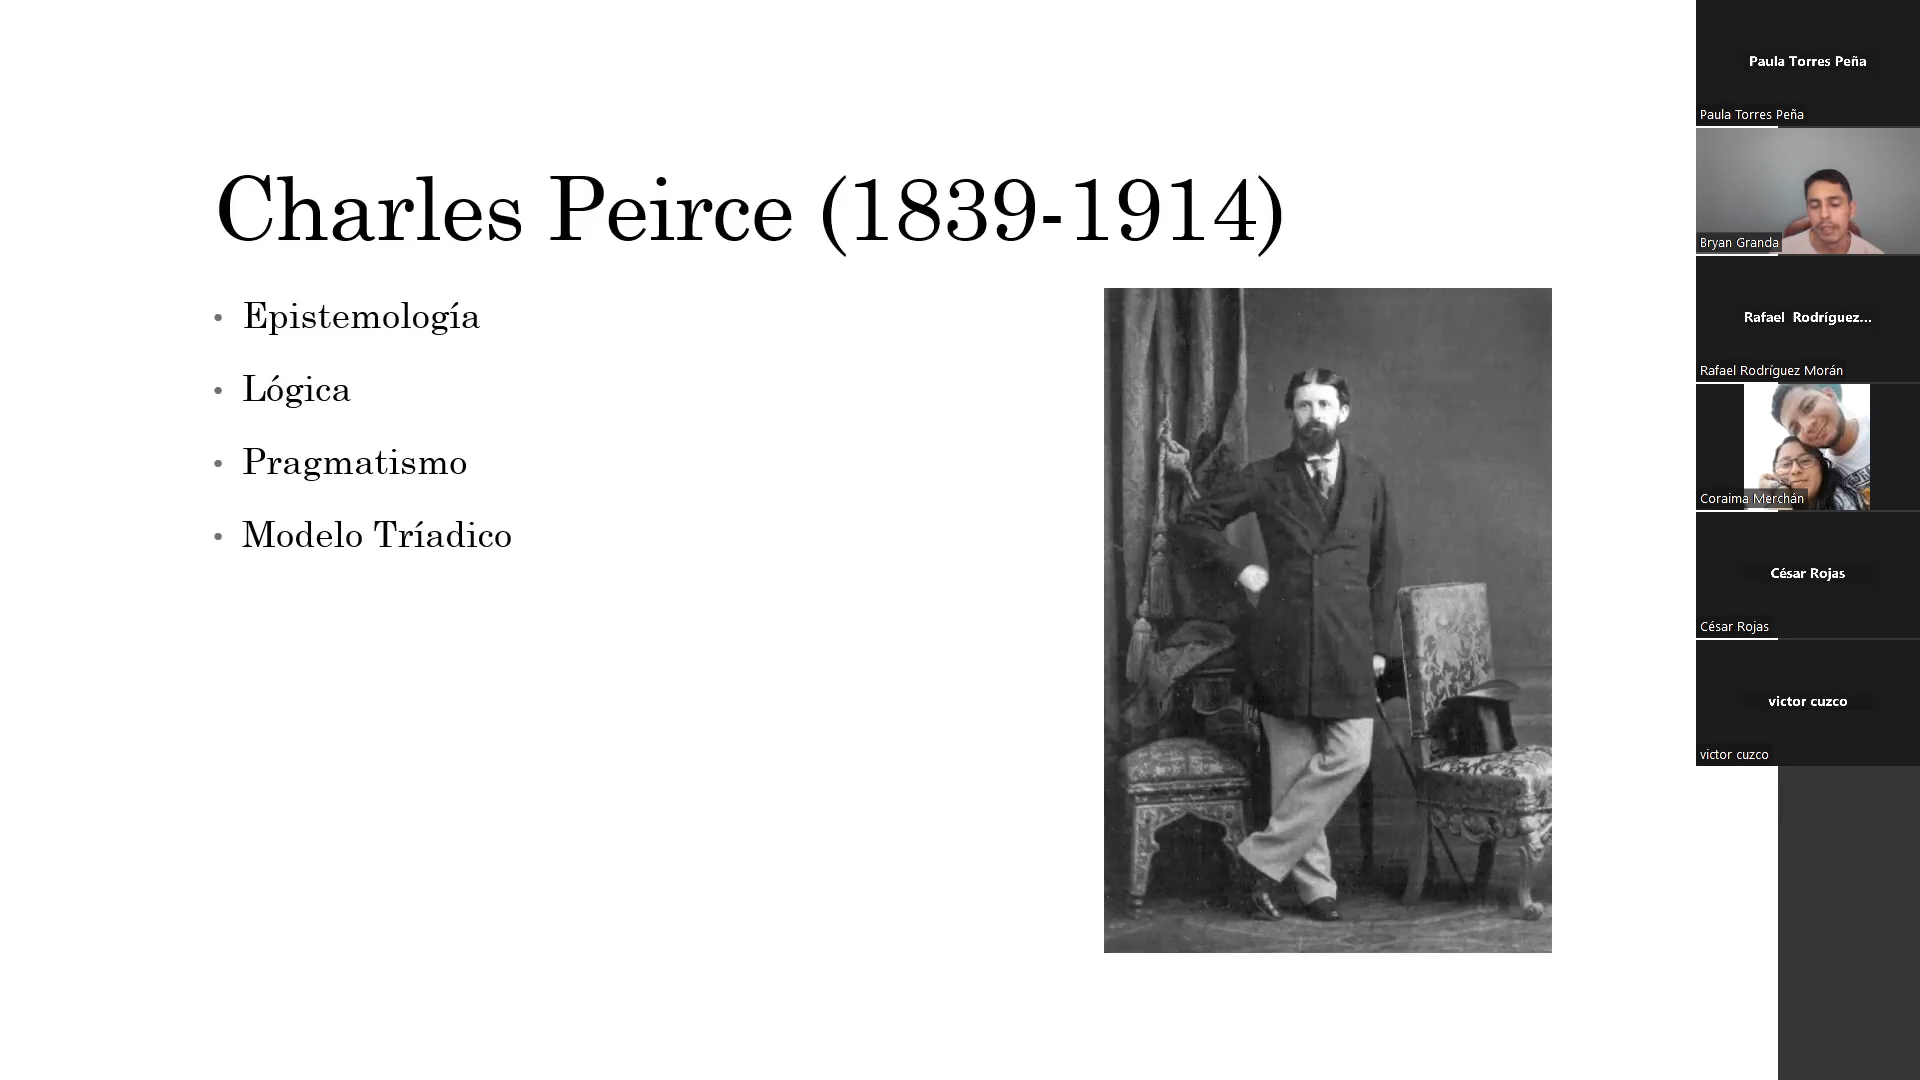 Charles Peirce (1839-1914)
• Epistemología
• Lógica
• Pragmatismo
• Modelo Tríadico
Paula Torres Peña
Paula Torres Peña
Bryan Granda
Rafael Rodríguez...
Rafael Rodríguez Morán
Coraima Merchán
César Rojas
César Rojas
victor cuzco
victor cuzco